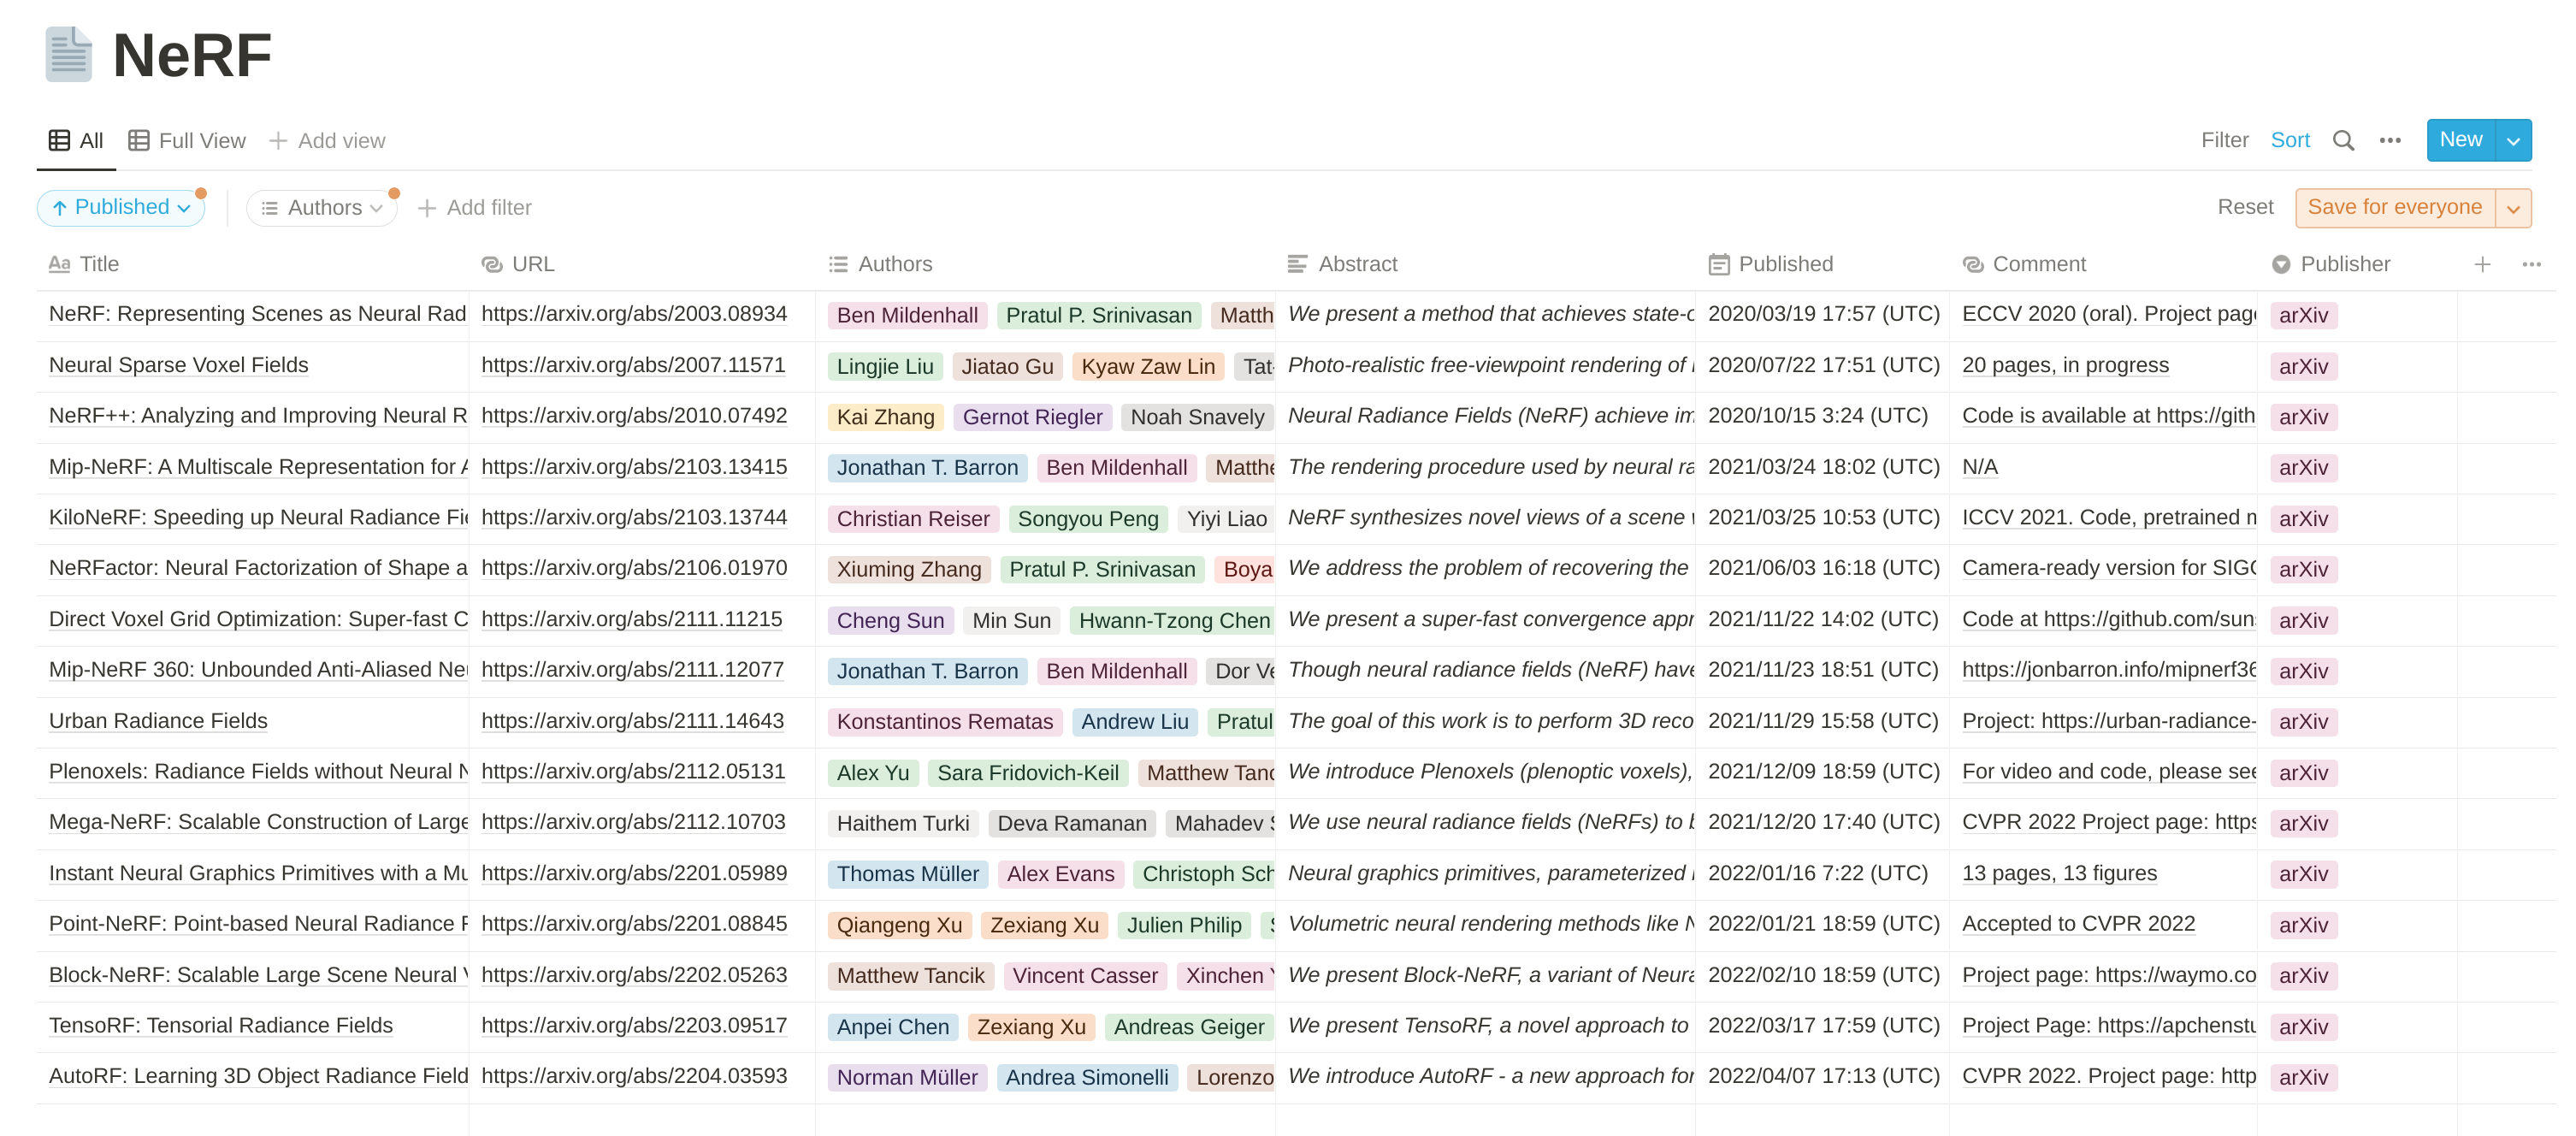 NeRF
All Full View Add view Filter Sort New
Published Authors Add filter Reset Save for everyone
Aa Title URL Authors Abstract Published Comment Publisher
NeRF: Representing Scenes as Neural Rad https://arxiv.org/abs/2003.08934 Ben Mildenhall Pratul P. Srinivasan Matth We present a method that achieves state-o 2020/03/19 17:57 (UTC) ECCV 2020 (oral). Project page arXiv
Neural Sparse Voxel Fields https://arxiv.org/abs/2007.11571 Lingjie Liu Jiatao Gu Kyaw Zaw Lin Tat- Photo-realistic free-viewpoint rendering of 2020/07/22 17:51 (UTC) 20 pages, in progress arXiv
NeRF++: Analyzing and Improving Neural R https://arxiv.org/abs/2010.07492 Kai Zhang Gernot Riegler Noah Snavely Neural Radiance Fields (NeRF) achieve im 2020/10/15 3:24 (UTC) Code is available at https://gith arXiv
Mip-NeRF: A Multiscale Representation for A https://arxiv.org/abs/2103.13415 Jonathan T. Barron Ben Mildenhall Matthe The rendering procedure used by neural ra 2021/03/24 18:02 (UTC) N/A arXiv
KiloNeRF: Speeding up Neural Radiance Fie https://arxiv.org/abs/2103.13744 Christian Reiser Songyou Peng Yiyi Liao NeRF synthesizes novel views of a scene 2021/03/25 10:53 (UTC) ICCV 2021. Code, pretrained m arXiv
NeRFactor: Neural Factorization of Shape a https://arxiv.org/abs/2106.01970 Xiuming Zhang Pratul P. Srinivasan Boya We address the problem of recovering the 2021/06/03 16:18 (UTC) Camera-ready version for SIGG arXiv
Direct Voxel Grid Optimization: Super-fast C https://arxiv.org/abs/2111.11215 Cheng Sun Min Sun Hwann-Tzong Chen We present a super-fast convergence appr 2021/11/22 14:02 (UTC) Code at https://github.com/sun arXiv
Mip-NeRF 360: Unbounded Anti-Aliased Neu https://arxiv.org/abs/2111.12077 Jonathan T. Barron Ben Mildenhall Dor Ve Though neural radiance fields (NeRF) have 2021/11/23 18:51 (UTC) https://jonbarron.info/mipnerf36 arXiv
Urban Radiance Fields https://arxiv.org/abs/2111.14643 Konstantinos Rematas Andrew Liu Pratul The goal of this work is to perform 3D reco 2021/11/29 15:58 (UTC) Project: https://urban-radiance- arXiv
Plenoxels: Radiance Fields without Neural N https://arxiv.org/abs/2112.05131 Alex Yu Sara Fridovich-Keil Matthew Tanc We introduce Plenoxels (plenoptic voxels), 2021/12/09 18:59 (UTC) For video and code, please see arXiv
Mega-NeRF: Scalable Construction of Large https://arxiv.org/abs/2112.10703 Haithem Turki Deva Ramanan Mahadev S We use neural radiance fields (NeRFs) to b 2021/12/20 17:40 (UTC) CVPR 2022 Project page: https arXiv
Instant Neural Graphics Primitives with a Mu https://arxiv.org/abs/2201.05989 Thomas Müller Alex Evans Christoph Sch Neural graphics primitives, parameterized 2022/01/16 7:22 (UTC) 13 pages, 13 figures arXiv
Point-NeRF: Point-based Neural Radiance F https://arxiv.org/abs/2201.08845 Qiangeng Xu Zexiang Xu Julien Philip S Volumetric neural rendering methods like N 2022/01/21 18:59 (UTC) Accepted to CVPR 2022 arXiv
Block-NeRF: Scalable Large Scene Neural V https://arxiv.org/abs/2202.05263 Matthew Tancik Vincent Casser Xinchen Y We present Block-NeRF, a variant of Neura 2022/02/10 18:59 (UTC) Project page: https://waymo.co arXiv
TensoRF: Tensorial Radiance Fields https://arxiv.org/abs/2203.09517 Anpei Chen Zexiang Xu Andreas Geiger We present TensoRF, a novel approach to 2022/03/17 17:59 (UTC) Project Page: https://apchenstu arXiv
AutoRF: Learning 3D Object Radiance Field https://arxiv.org/abs/2204.03593 Norman Müller Andrea Simonelli Lorenzo We introduce AutoRF - a new approach for 2022/04/07 17:13 (UTC) CVPR 2022. Project page: http arXiv